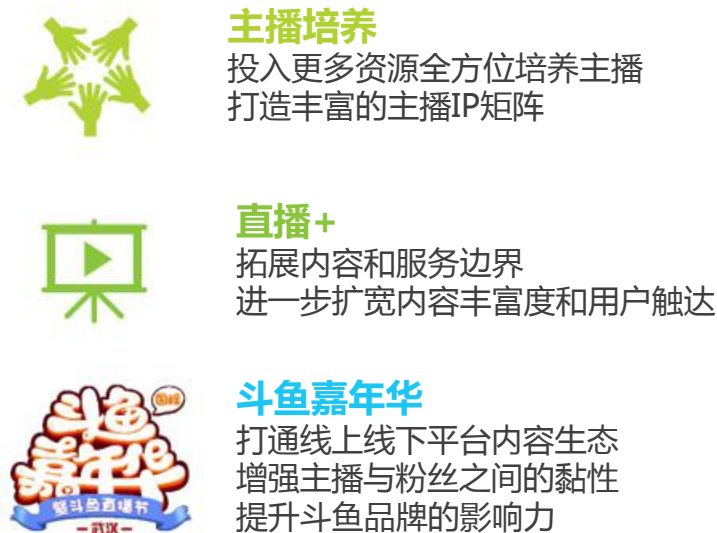 主播培养
投入更多资源全方位培养主播
打造丰富的主播IP矩阵
直播+
拓展内容和服务边界
进一步扩宽内容丰富度和用户触达
斗鱼
国际
嘉年华
暨斗鱼直播节
-武汉-
斗鱼嘉年华
打通线上线下平台内容生态
增强主播与粉丝之间的黏性
提升斗鱼品牌的影响力